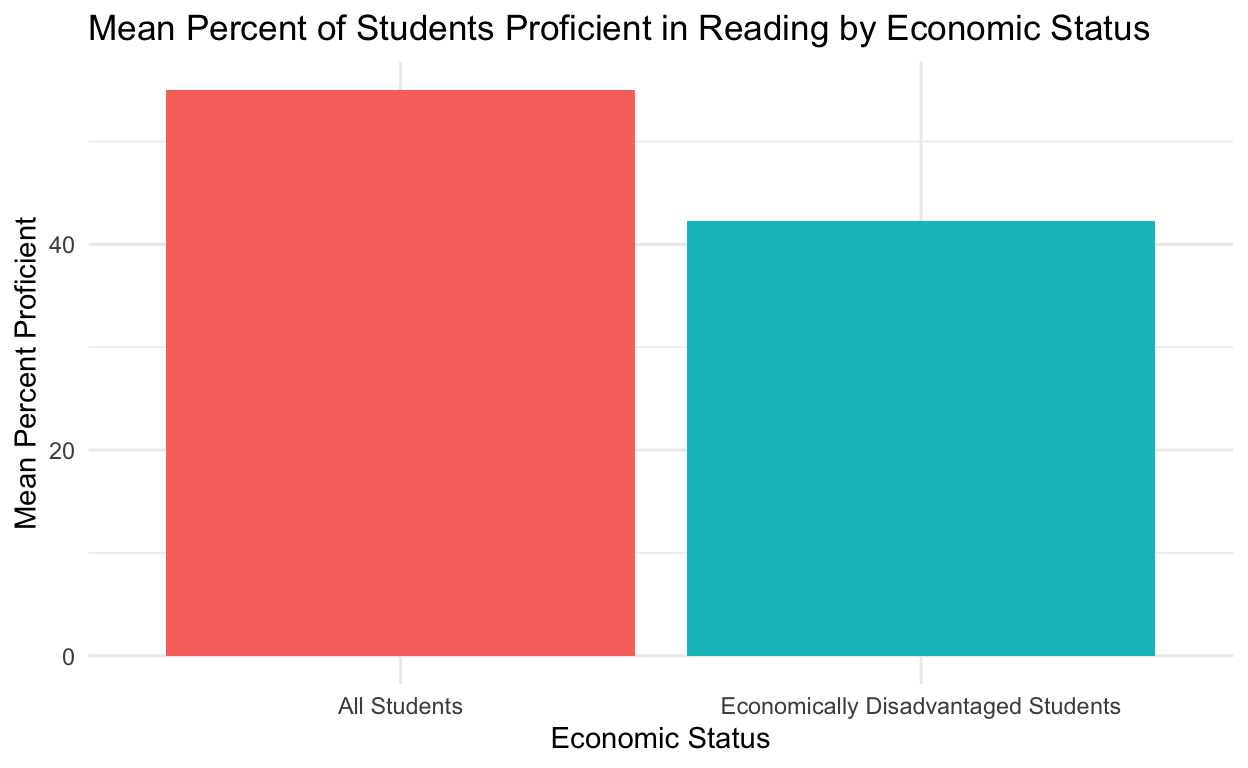 Mean Percent of Students Proficient in Reading by Economic Status
Mean Percent Proficient
40
20
0
All Students
Economically Disadvantaged Students
Economic Status